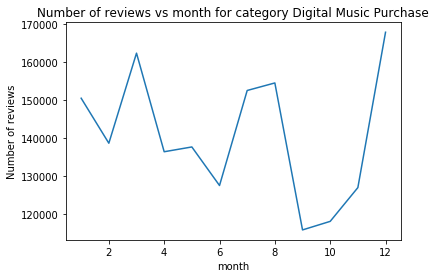 Number of reviews vs month for category Digital Music Purchase
170000
160000
150000
140000
130000
120000
Number of reviews
2 4 6 8 10 12
month